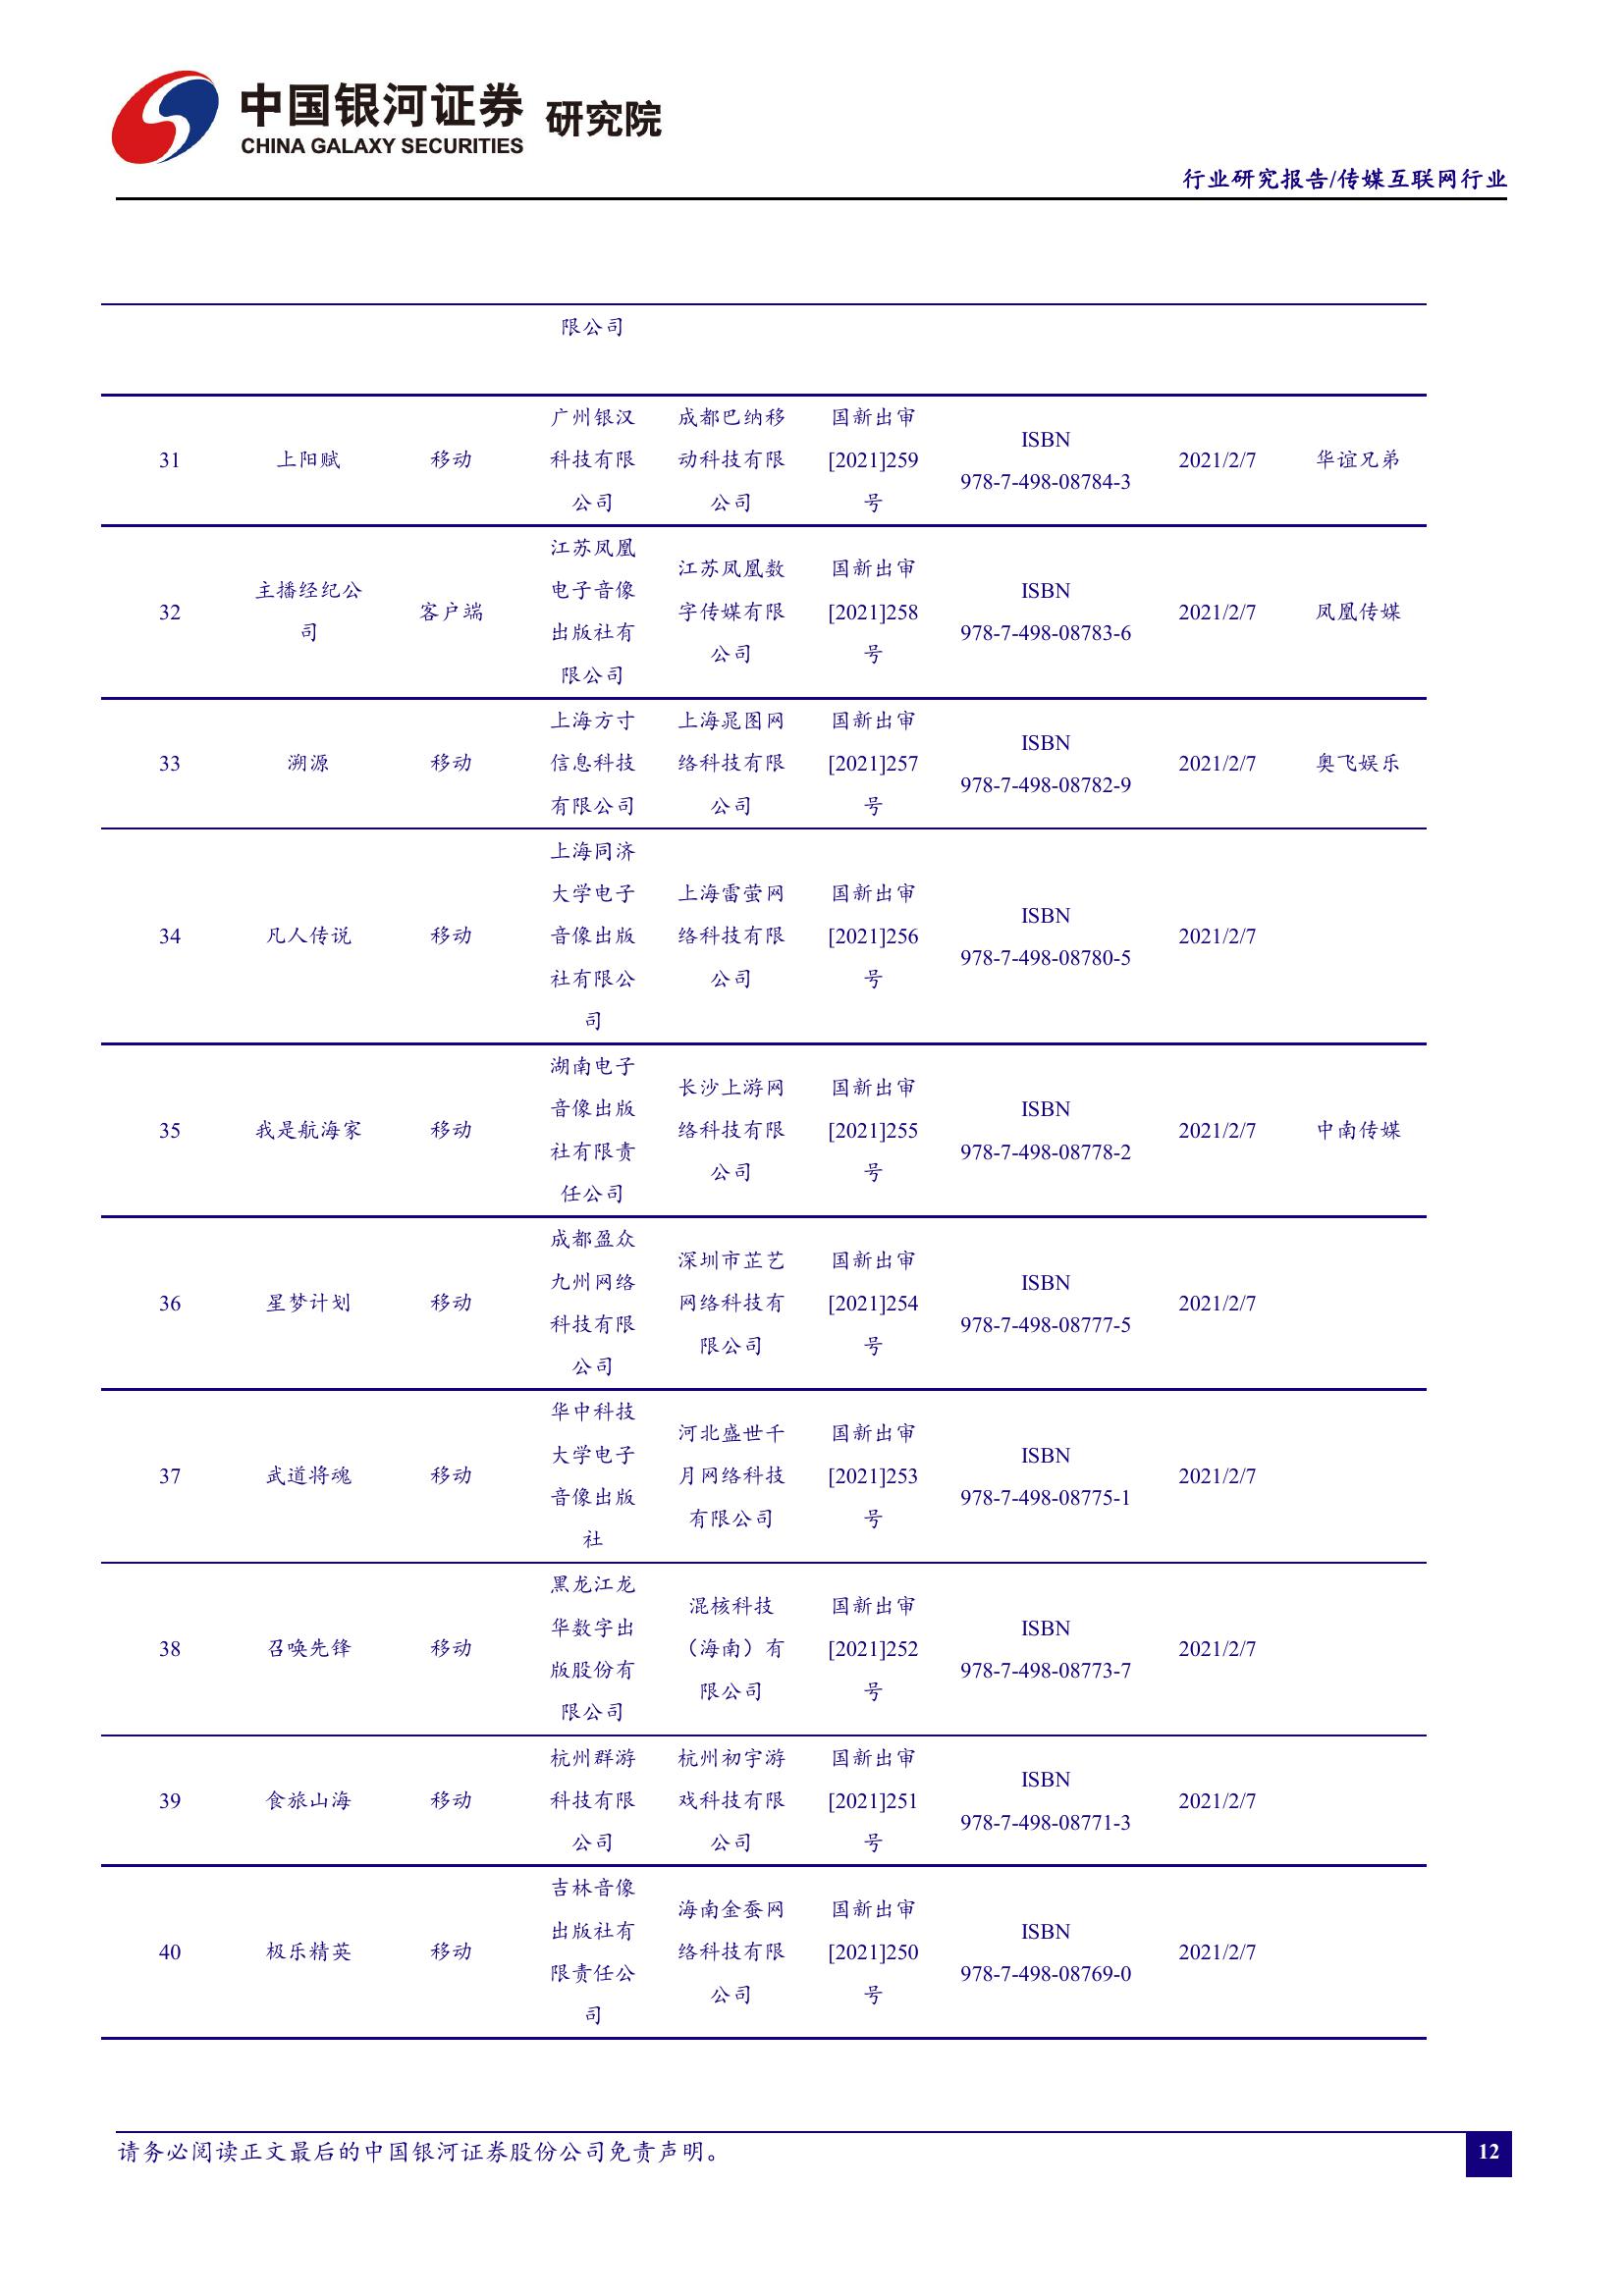 中国银河证券 研究院
CHINA GALAXY SECURITIES
行业研究报告/传媒互联网行业
限公司
31 上阳赋 移动 广州银汉科技有限公司 成都巴纳移动科技有限公司 国新出审[2021]259号 ISBN 978-7-498-08784-3 2021/2/7 华谊兄弟
32 主播经纪公司 客户端 江苏凤凰电子音像出版社有限公司 江苏凤凰数字传媒有限公司 国新出审[2021]258号 ISBN 978-7-498-08783-6 2021/2/7 凤凰传媒
33 溯源 移动 上海方寸信息科技有限公司 上海晁图网络科技有限公司 国新出审[2021]257号 ISBN 978-7-498-08782-9 2021/2/7 奥飞娱乐
34 凡人传说 移动 上海同济大学电子音像出版社有限公司 上海雷萤网络科技有限公司 国新出审[2021]256号 ISBN 978-7-498-08780-5 2021/2/7
35 我是航海家 移动 湖南电子音像出版社有限责任公司 长沙上游网络科技有限公司 国新出审[2021]255号 ISBN 978-7-498-08778-2 2021/2/7 中南传媒
36 星梦计划 移动 成都盈众九州网络科技有限公司 深圳市芷艺网络科技有限公司 国新出审[2021]254号 ISBN 978-7-498-08777-5 2021/2/7
37 武道将魂 移动 华中科技大学电子音像出版社 河北盛世千月网络科技有限公司 国新出审[2021]253号 ISBN 978-7-498-08775-1 2021/2/7
38 召唤先锋 移动 黑龙江龙华数字出版股份有限公司 混核科技（海南）有限公司 国新出审[2021]252号 ISBN 978-7-498-08773-7 2021/2/7
39 食旅山海 移动 杭州群游科技有限公司 杭州初宇游戏科技有限公司 国新出审[2021]251号 ISBN 978-7-498-08771-3 2021/2/7
40 极乐精英 移动 吉林音像出版社有限责任公司 海南金蚕网络科技有限公司 国新出审[2021]250号 ISBN 978-7-498-08769-0 2021/2/7
请务必阅读正文最后的中国银河证券股份公司免责声明。
12